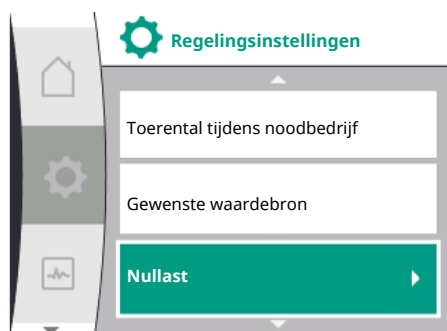 Regelingsinstellingen
Toerental tijdens noodbedrijf
Gewenste waardebron
Nullast